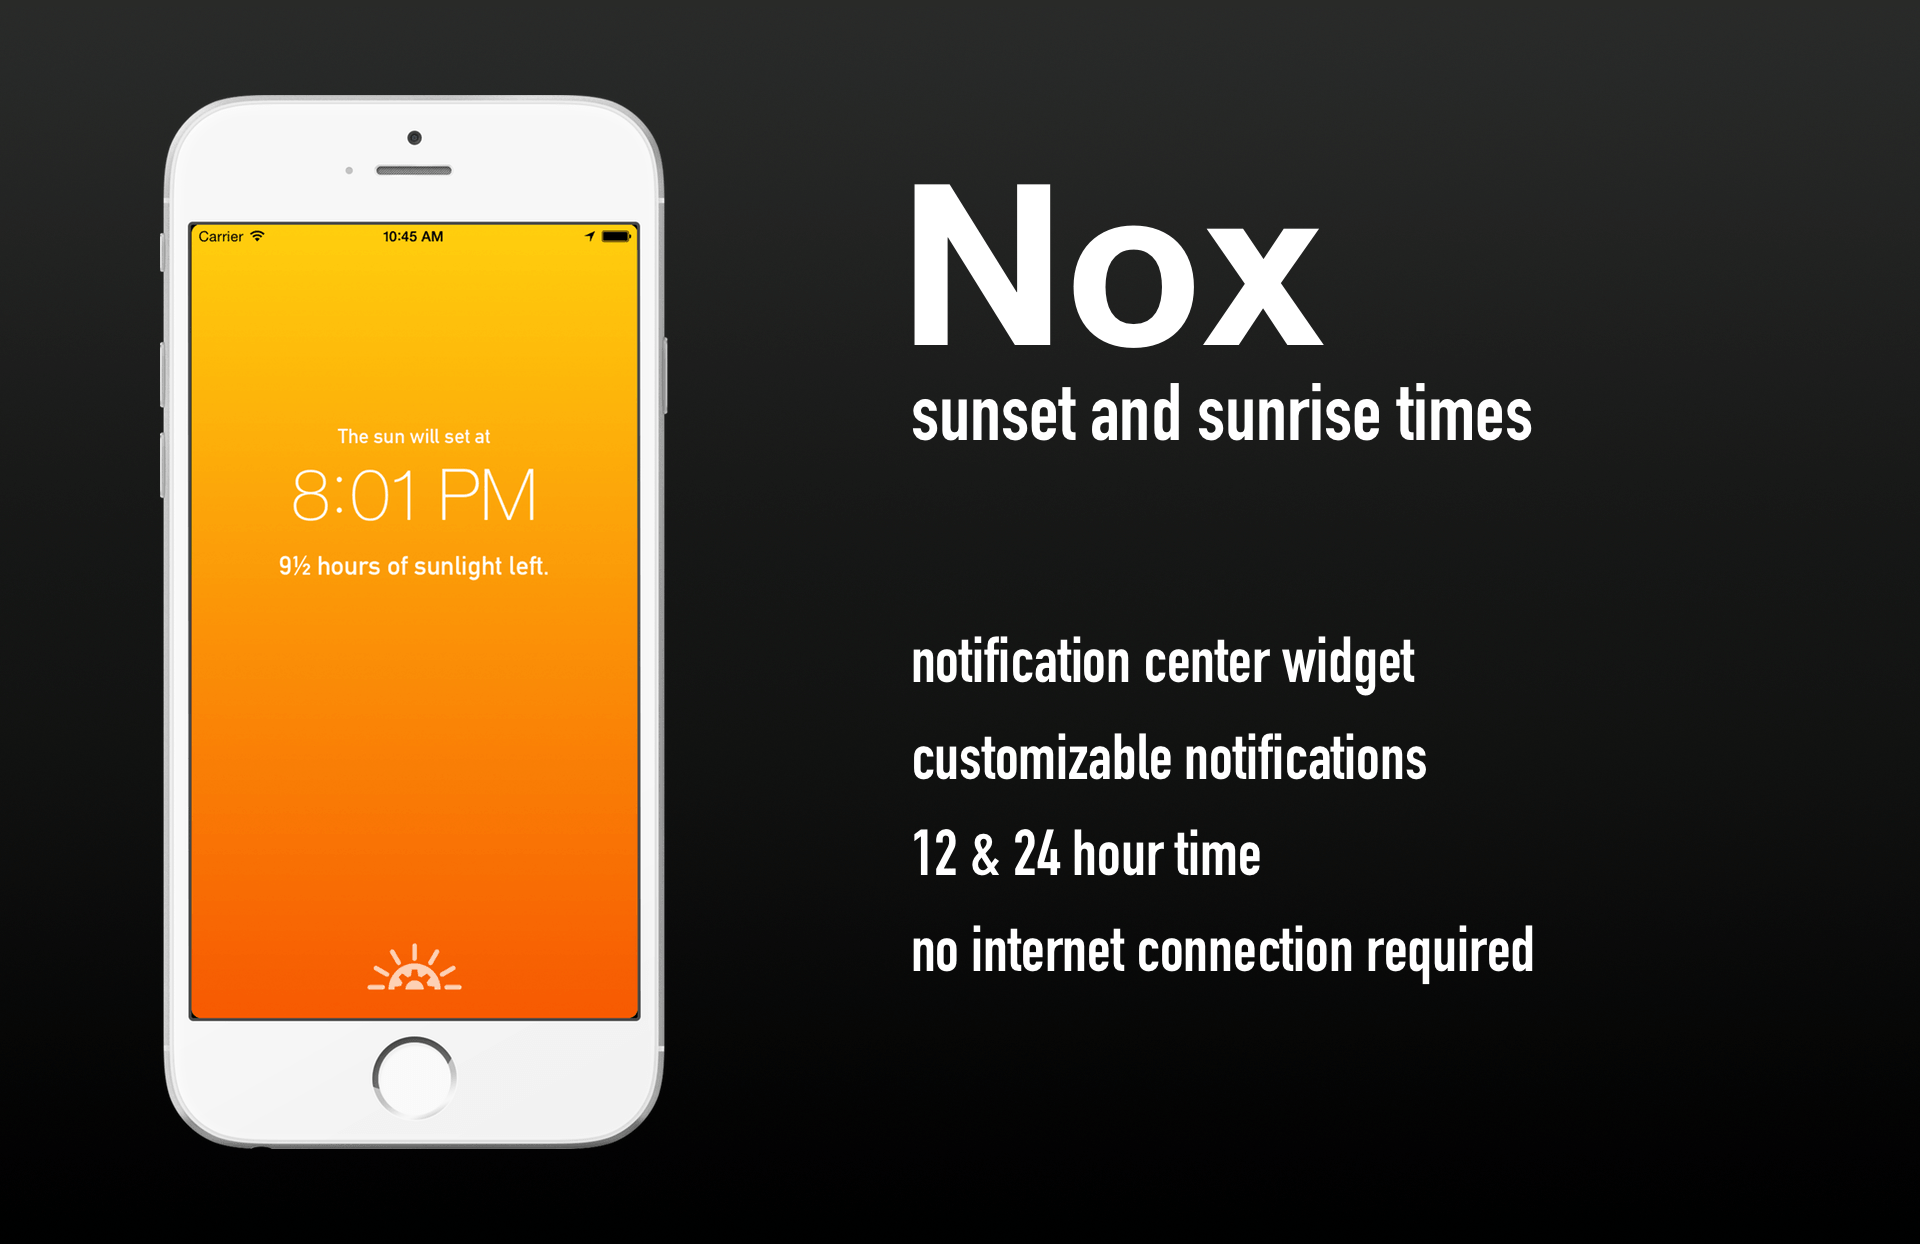 Carrier 10:45 AM
The sun will set at
8:01 PM
9½ hours of sunlight left.
Nox
sunset and sunrise times
notification center widget
customizable notifications
12 & 24 hour time
no internet connection required